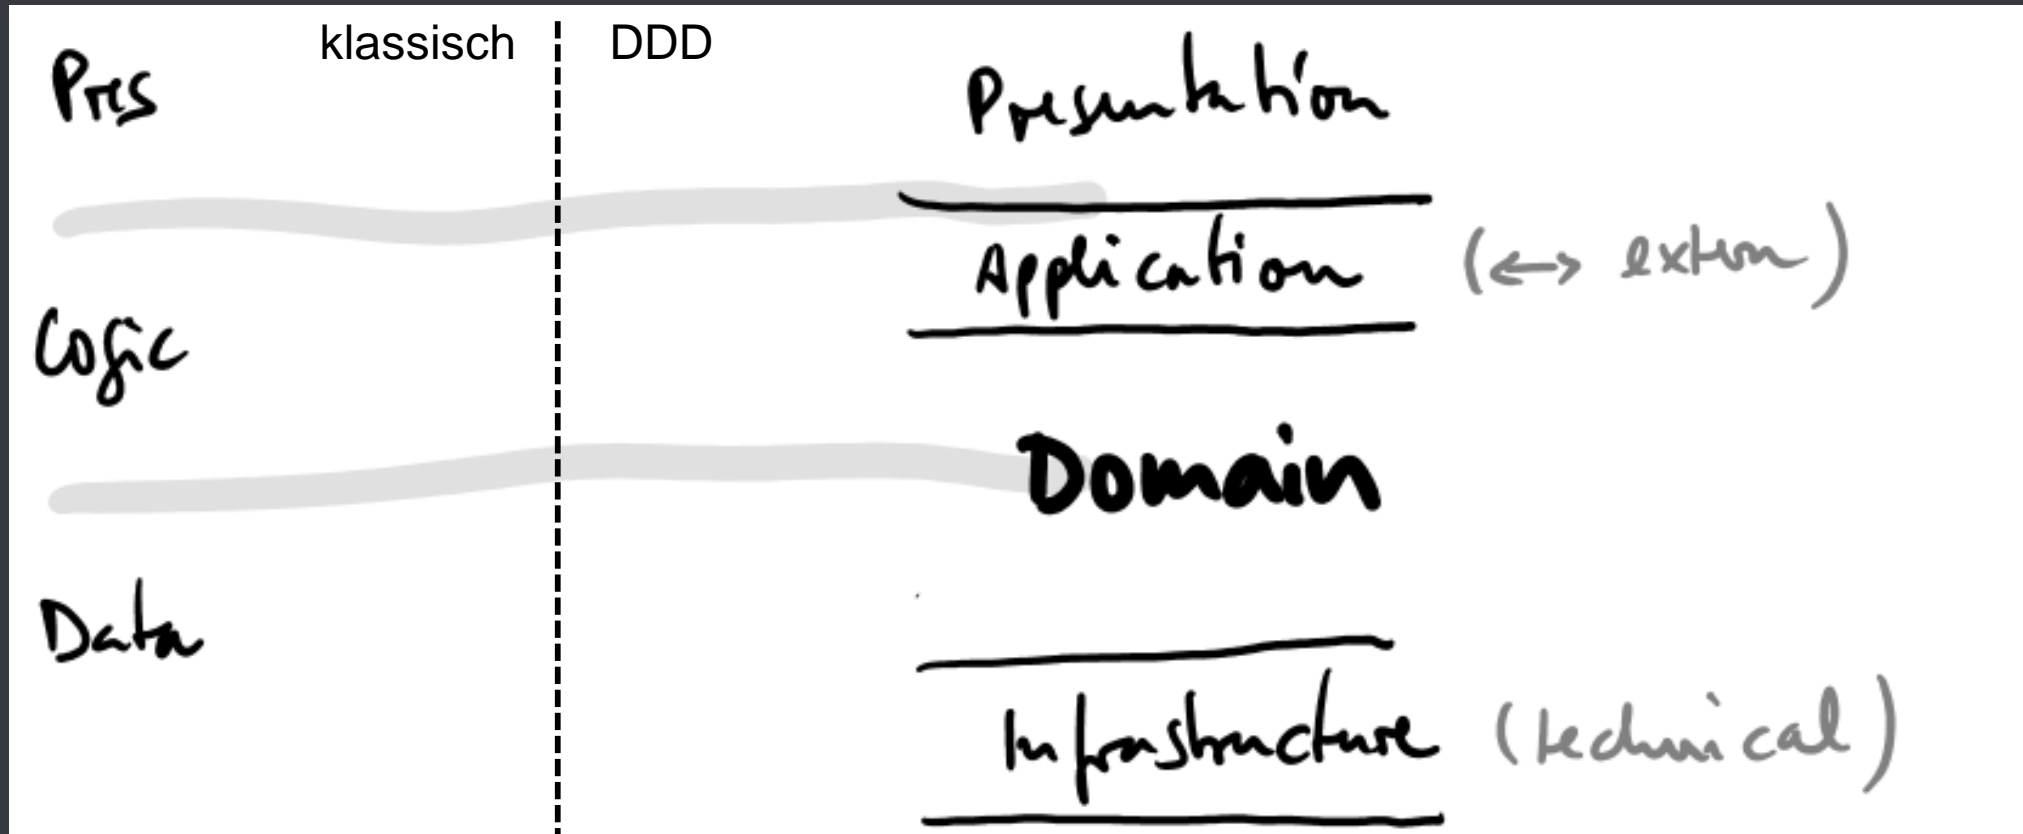 klassisch DDD
Pres
Logic
Data
Presentation
Application (↔ extern)
Domain
Infrastructure (technical)